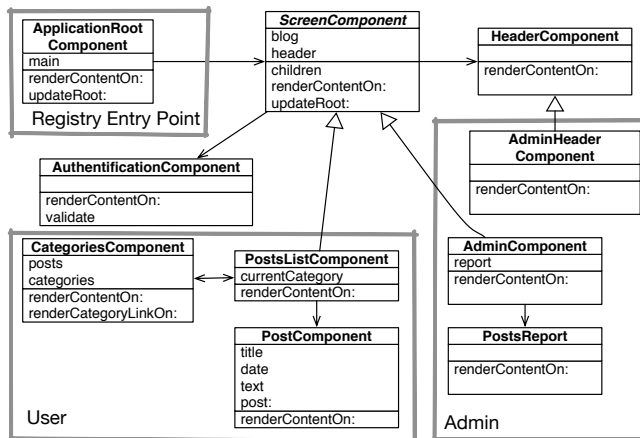 ApplicationRoot
Component
main
renderContentOn:
updateRoot:
Registry Entry Point
ScreenComponent
blog
header
children
renderContentOn:
updateRoot:
HeaderComponent
renderContentOn:
AuthentificationComponent
renderContentOn:
validate
AdminHeader
Component
renderContentOn:
CategoriesComponent
posts
categories
renderContentOn:
renderCategoryLinkOn:
PostsListComponent
currentCategory
renderContentOn:
AdminComponent
report
renderContentOn:
PostComponent
title
date
text
post:
renderContentOn:
PostsReport
renderContentOn:
User
Admin